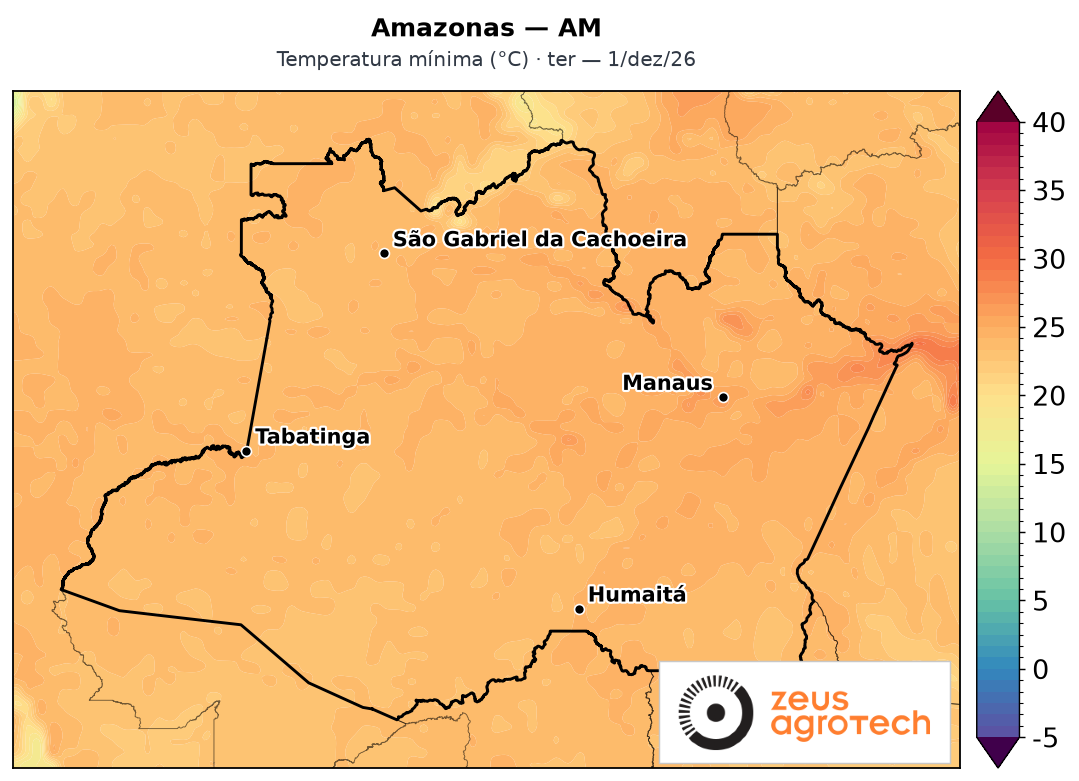 Amazonas — AM
Temperatura mínima (°C) · ter — 1/dez/26
São Gabriel da Cachoeira
Manaus
Tabatinga
Humaitá
zeus
agrotech
40
35
30
25
20
15
10
5
0
-5